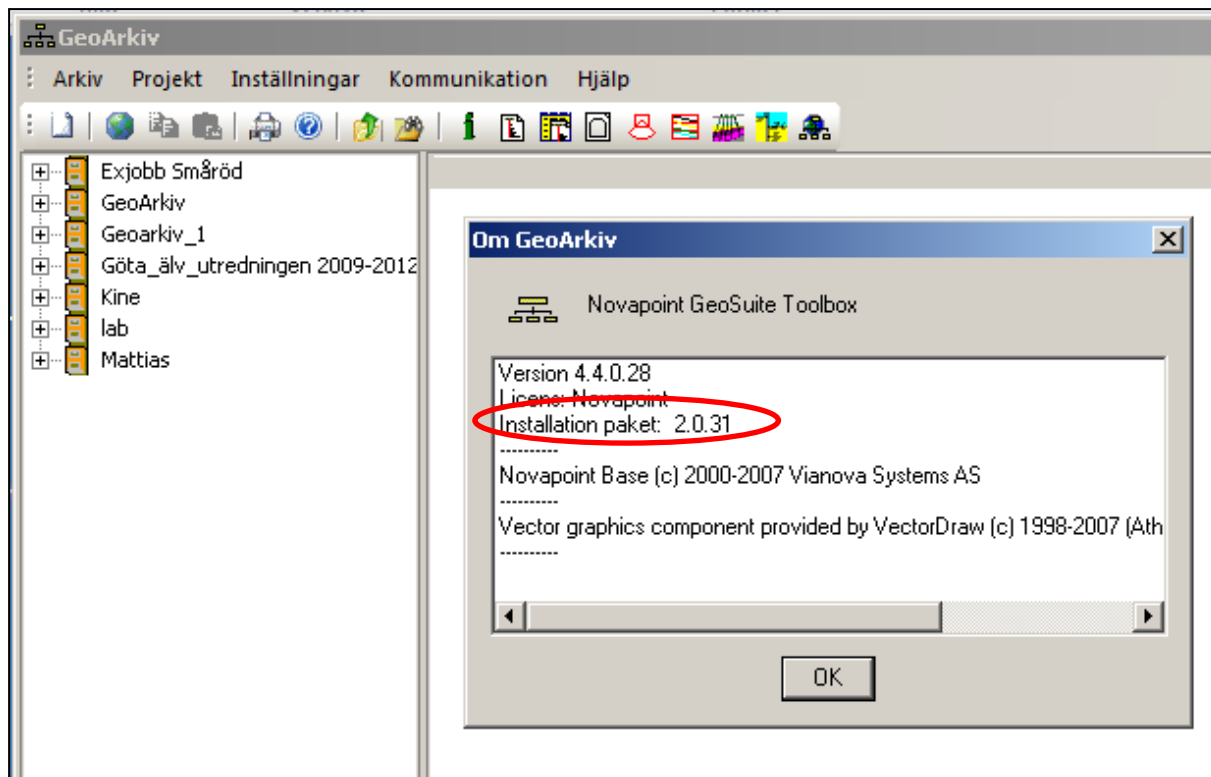 GeoArkiv
Arkiv Projekt Inställningar Kommunikation Hjälp
Exjobb Småröd
GeoArkiv
Geoarkiv_1
Göta_älv_utredningen 2009-2012
Kine
lab
Mattias
Om GeoArkiv
Novapoint GeoSuite Toolbox
Version 4.4.0.28
Licens: Novapoint
Installation paket: 2.0.31
----------
Novapoint Base (c) 2000-2007 Vianova Systems AS
----------
Vector graphics component provided by VectorDraw (c) 1998-2007 (Ath
----------
OK